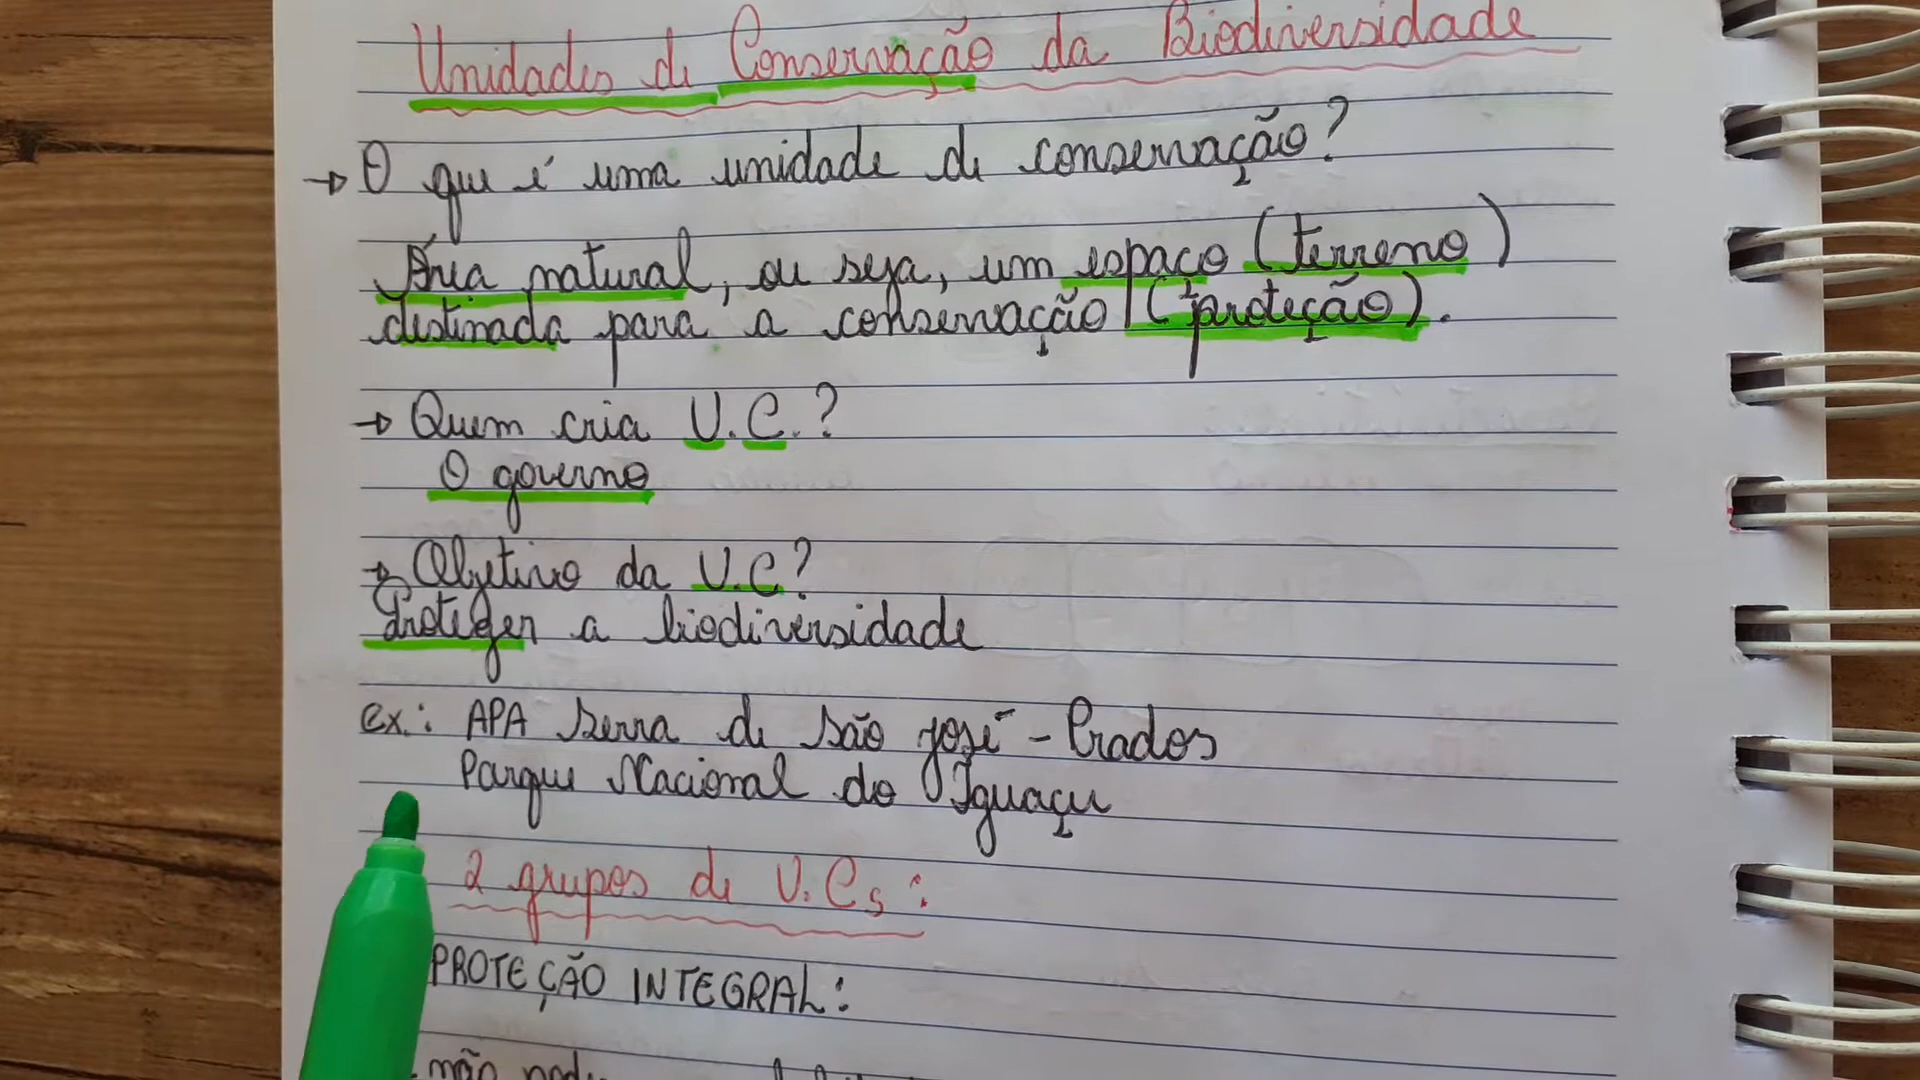 Unidades de Conservação da Biodiversidade
→ O que é uma unidade de conservação?
Área natural, ou seja, um espaço (terreno)
destinada para a conservação (proteção).
→ Quem cria U.C.?
O governo
→ Objetivo da U.C.?
Proteger a biodiversidade
ex.: APA Serra de São José - Prados
Parque Nacional do Iguaçu
2 grupos de U.Cs:
PROTEÇÃO INTEGRAL:
não